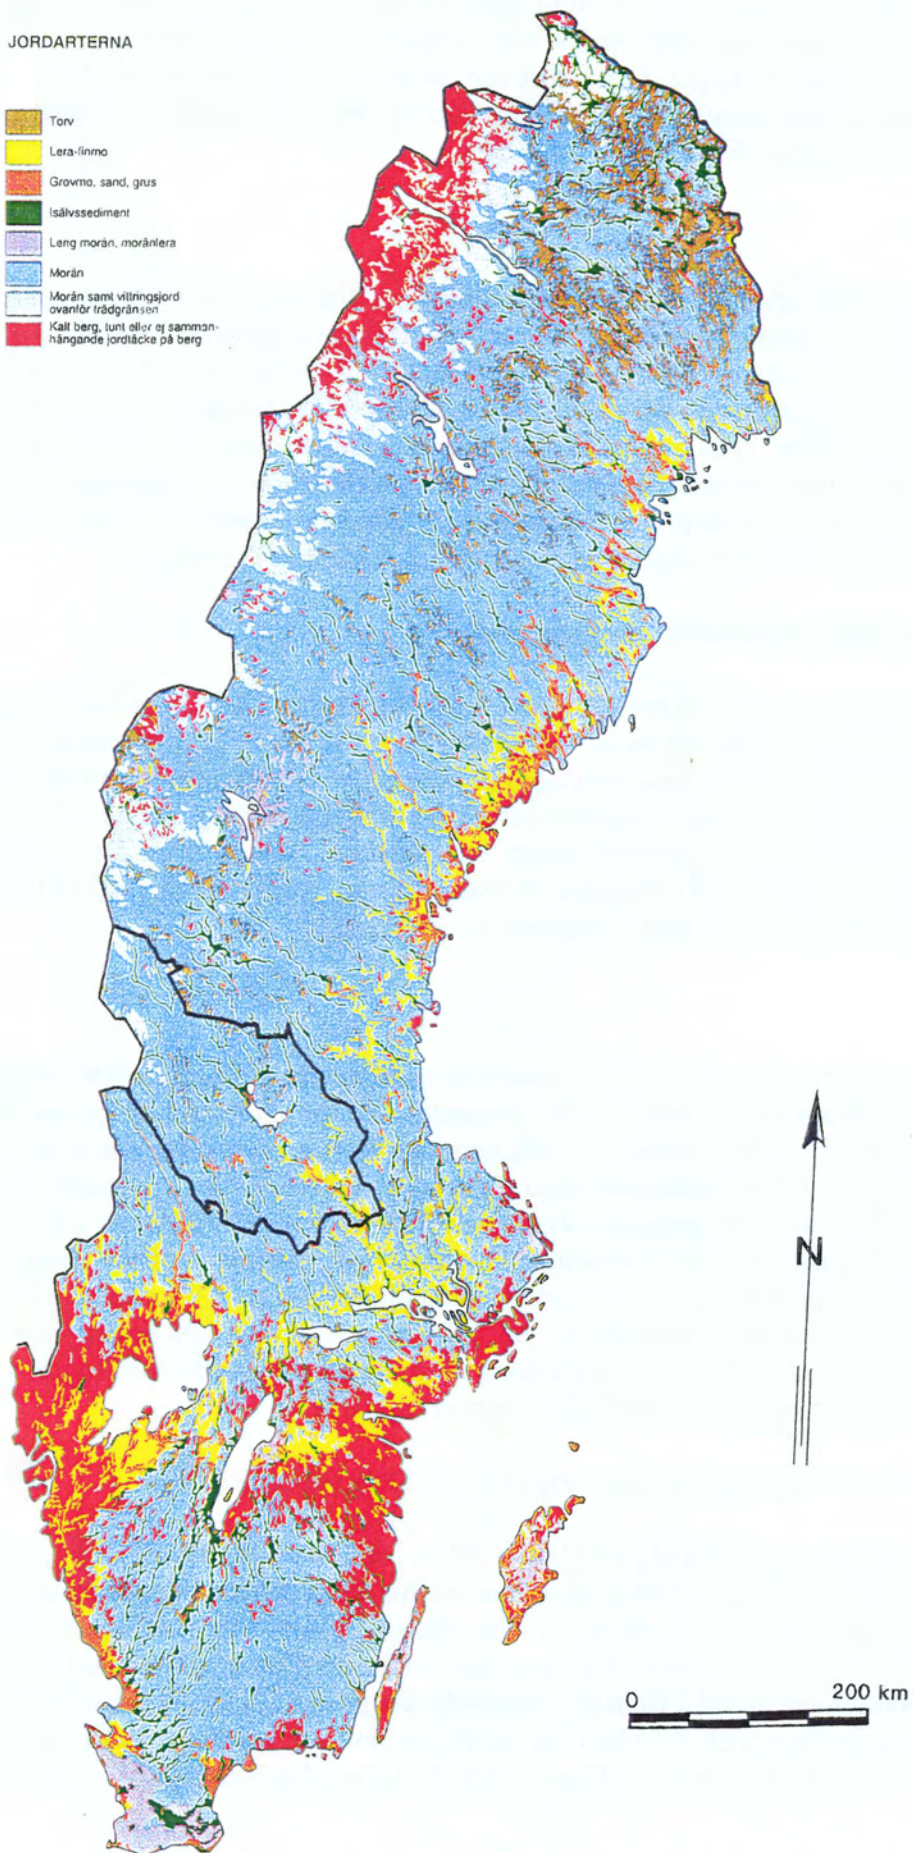 JORDARTERNA
Torv
Lera-finmo
Grovmo, sand, grus
Isälvssediment
Lerig morän, moränlera
Morän
Morän samt vittringsjord
ovanför trädgränsen
Kalt berg, tunt eller ej samman-
hängande jordtäcke på berg
N
0 200 km